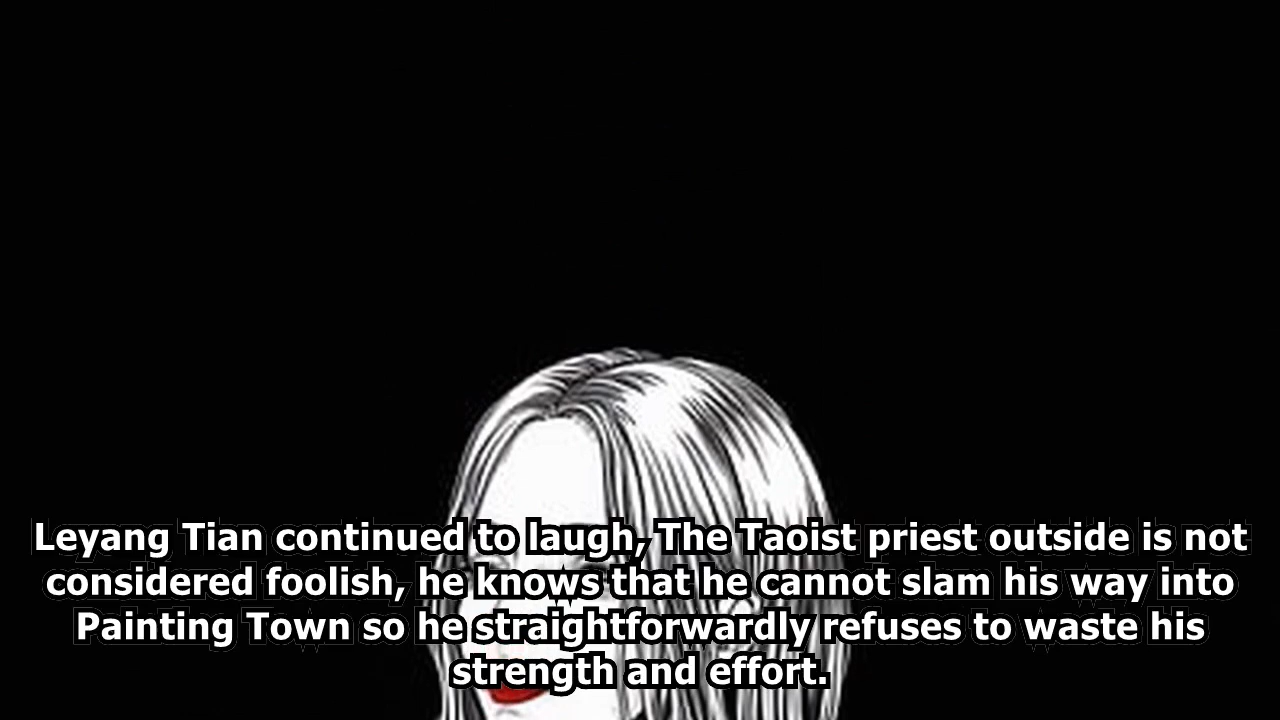 Leyang Tian continued to laugh, The Taoist priest outside is not
considered foolish, he knows that he cannot slam his way into
Painting Town so he straightforwardly refuses to waste his
strength and effort.